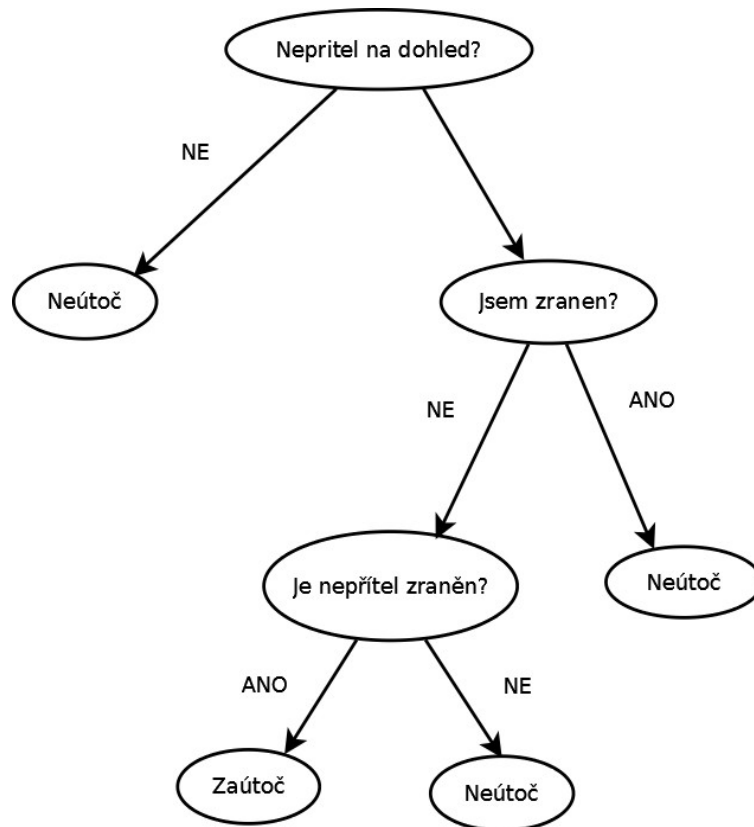 Nepritel na dohled?
NE
Neútoč
Jsem zranen?
NE
ANO
Je nepřítel zraněn?
Neútoč
ANO
NE
Zaútoč
Neútoč